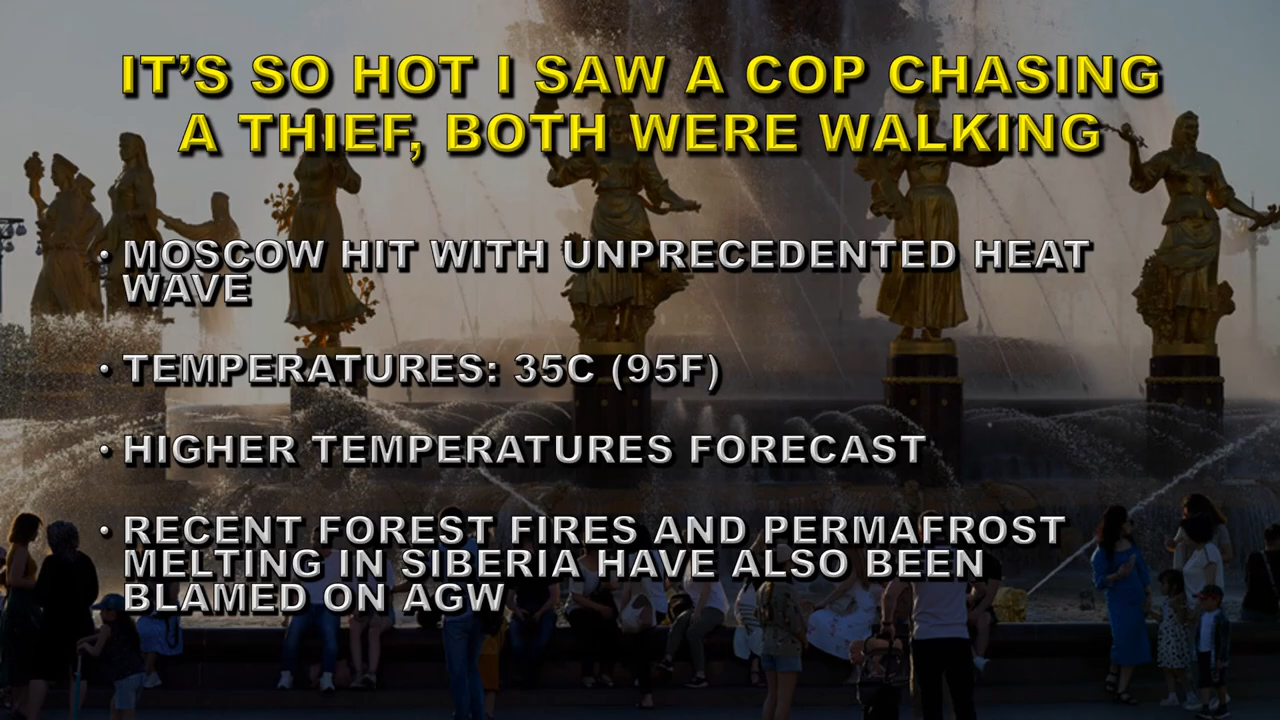 IT'S SO HOT I SAW A COP CHASING
A THIEF, BOTH WERE WALKING
• MOSCOW HIT WITH UNPRECEDENTED HEAT
WAVE
• TEMPERATURES: 35C (95F)
• HIGHER TEMPERATURES FORECAST
• RECENT FOREST FIRES AND PERMAFROST
MELTING IN SIBERIA HAVE ALSO BEEN
BLAMED ON AGW